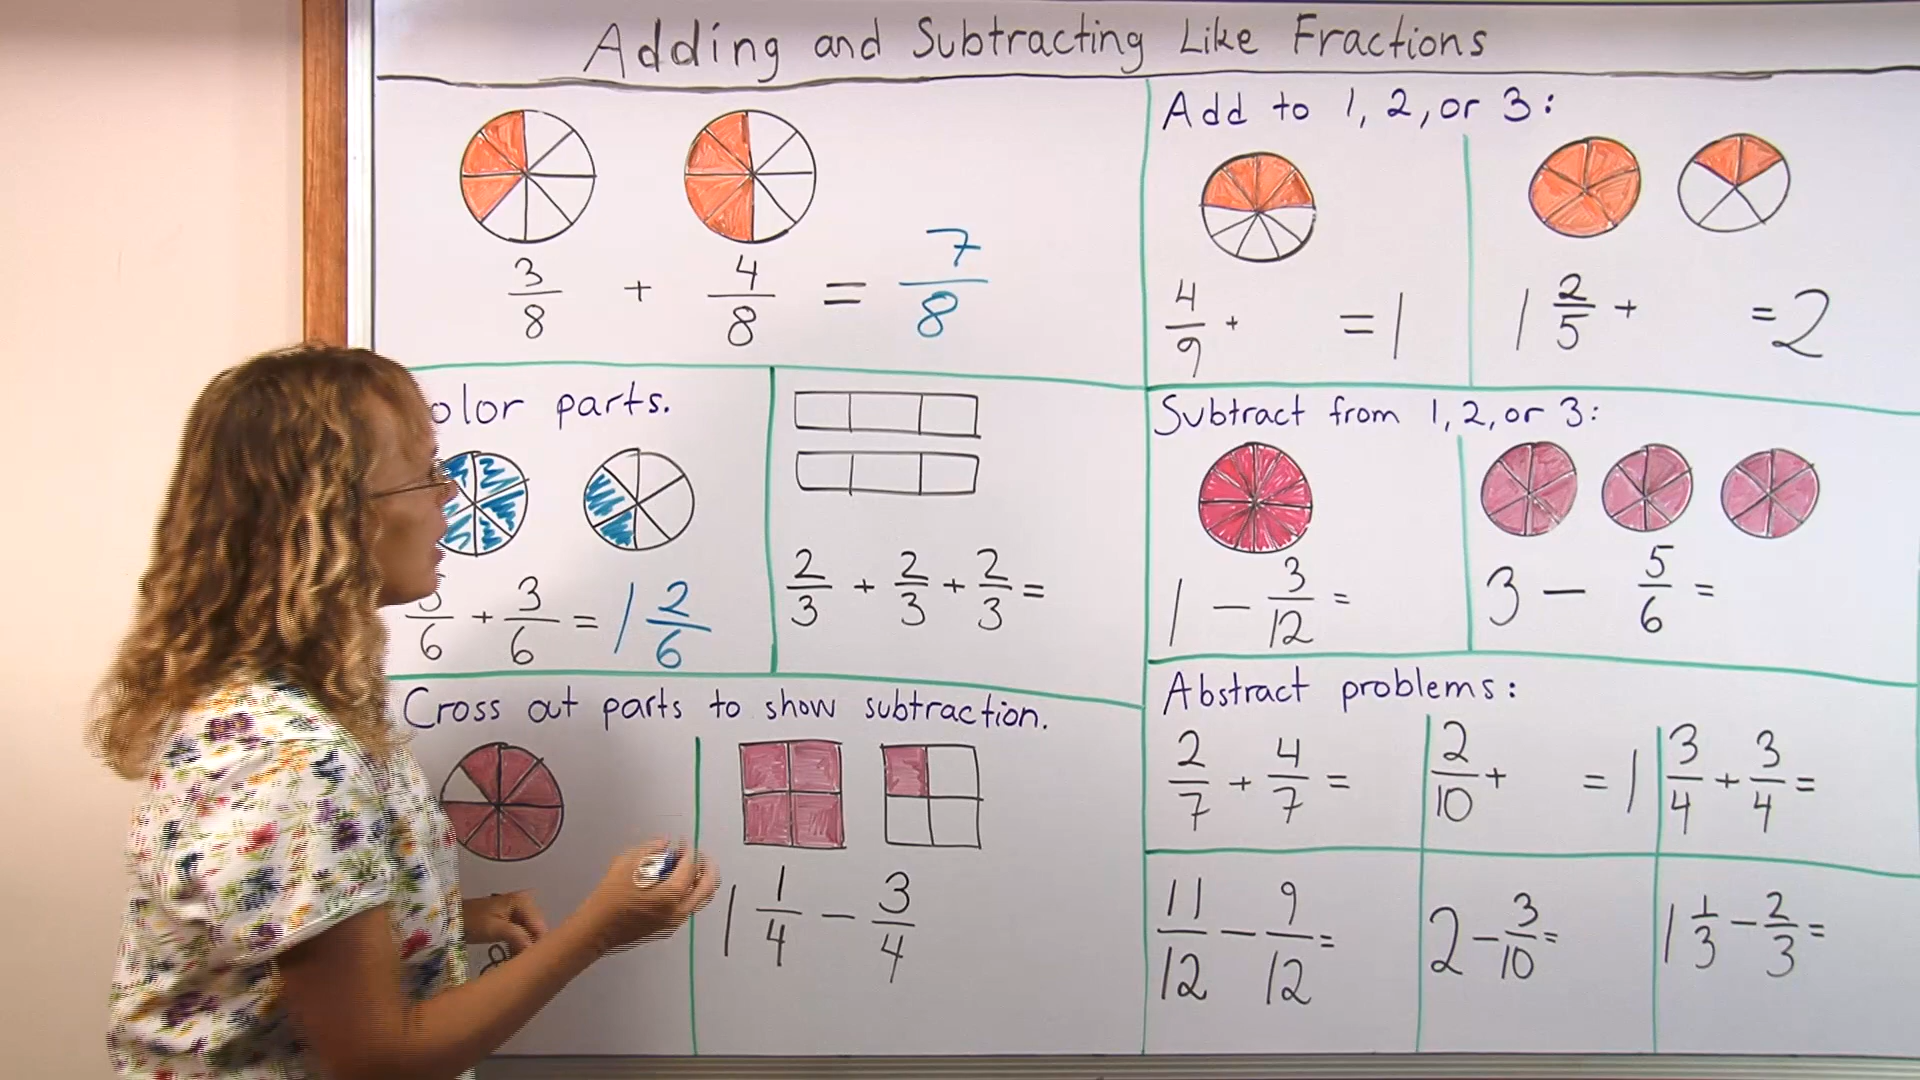 Adding and Subtracting Like Fractions
3/8 + 4/8 = 7/8
olor parts.
5/6 + 3/6 = 1 2/6
2/3 + 2/3 + 2/3 =
Cross out parts to show subtraction.
8
1 1/4 - 3/4
Add to 1, 2, or 3:
4/9 + = 1
1 2/5 + = 2
Subtract from 1, 2, or 3:
1 - 3/12 =
3 - 5/6 =
Abstract problems:
2/7 + 4/7 =
2/10 + = 1
3/4 + 3/4 =
11/12 - 9/12 =
2 - 3/10 =
1 1/3 - 2/3 =